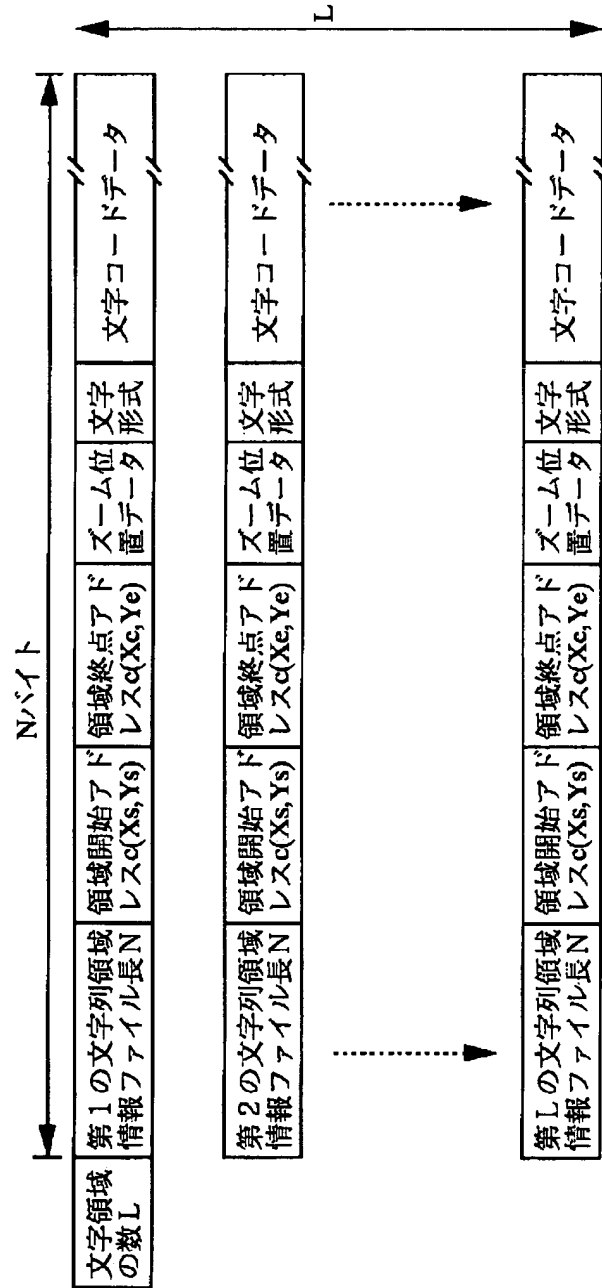 Nバイト
L
文字領域
の数L
第1の文字列領域
情報ファイル長N
領域開始アド
レスc(Xs,Ys)
領域終点アド
レスc(Xc,Ye)
ズーム位
置データ
文字
形式
文字コードデータ
第2の文字列領域
情報ファイル長N
領域開始アド
レスc(Xs,Ys)
領域終点アド
レスc(Xe,Ye)
ズーム位
置データ
文字
形式
文字コードデータ
第Lの文字列領域
情報ファイル長N
領域開始アド
レスc(Xs,Ys)
領域終点アド
レスc(Xe,Ye)
ズーム位
置データ
文字
形式
文字コードデータ